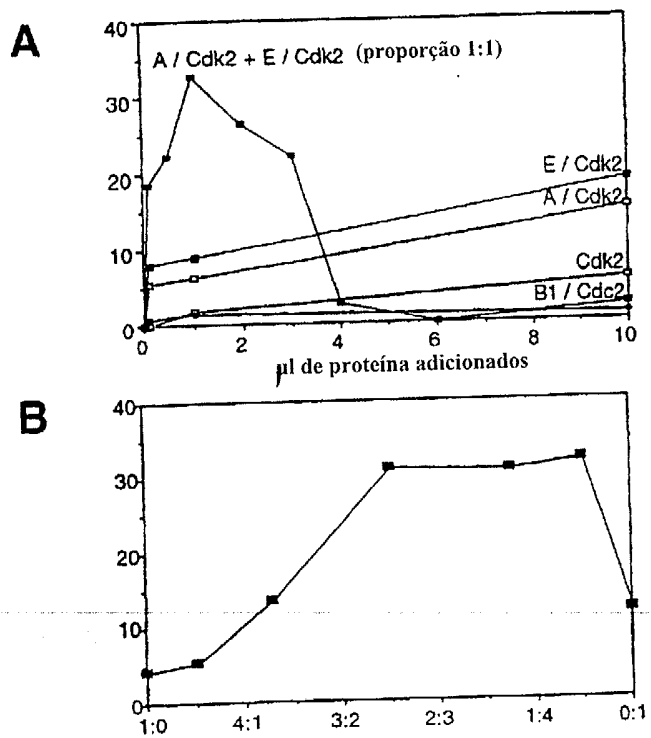 A
40
A / Cdk2 + E / Cdk2 (proporção 1:1)
30
20
E / Cdk2
A / Cdk2
10
Cdk2
B1 / Cdc2
0
0 2 4 6 8 10
µl de proteína adicionados
B
40
30
20
10
0
1:0 4:1 3:2 2:3 1:4 0:1